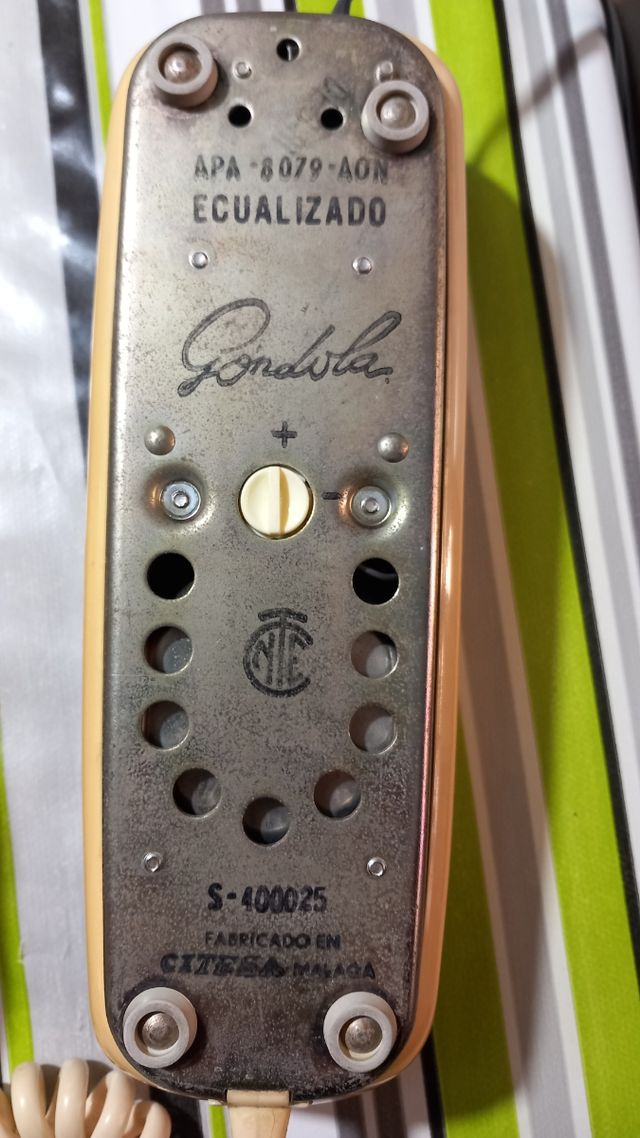 APA-8079-AON
ECUALIZADO
Góndola
+
-
CTNE
S-400025
FABRICADO EN
CITESA MALAGA